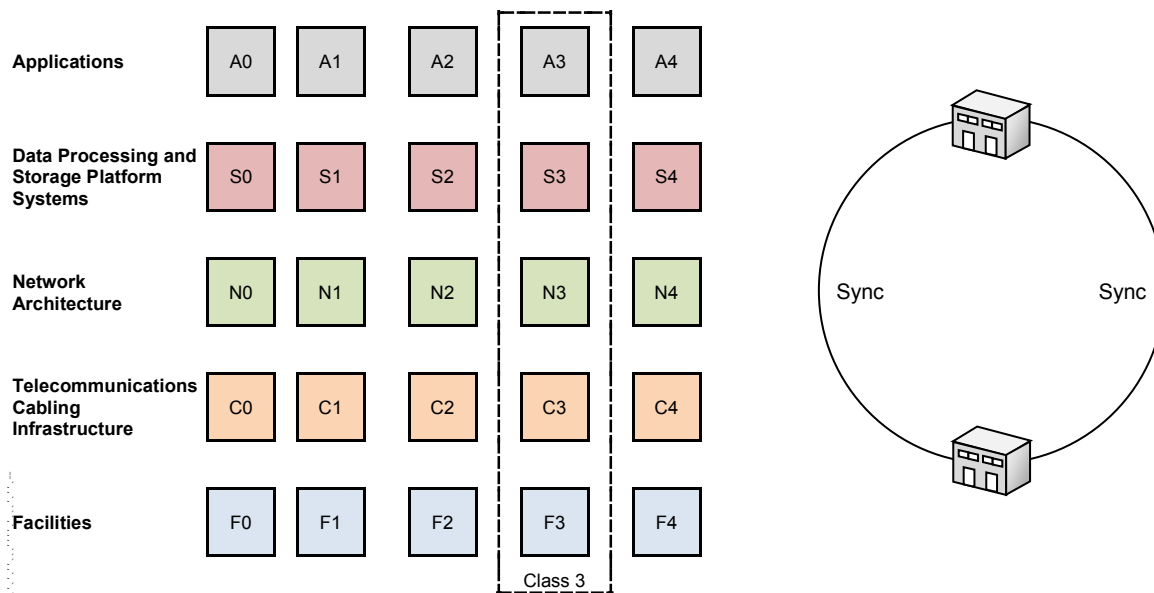 Applications
A0
A1
A2
A3
A4
Data Processing and
Storage Platform
Systems
S0
S1
S2
S3
S4
Network
Architecture
N0
N1
N2
N3
N4
Sync
Sync
Telecommunications
Cabling
Infrastructure
C0
C1
C2
C3
C4
Facilities
F0
F1
F2
F3
F4
Class 3